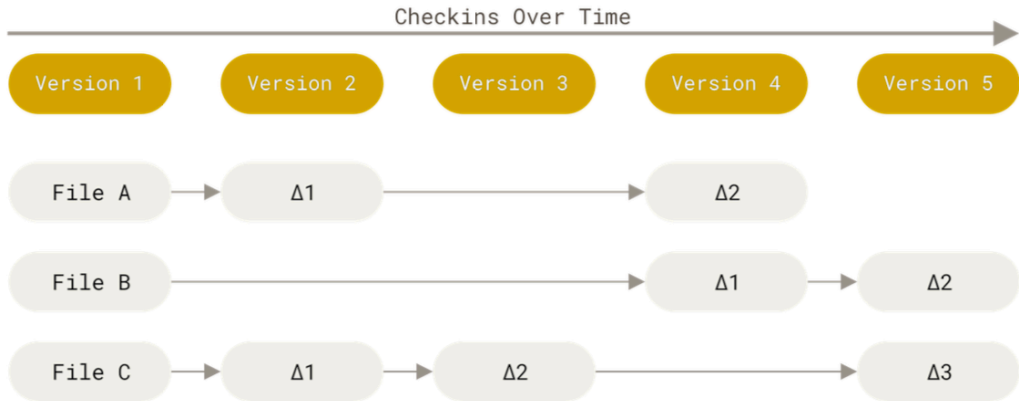 Checkins Over Time
Version 1 Version 2 Version 3 Version 4 Version 5
File A Δ1 Δ2
File B Δ1 Δ2
File C Δ1 Δ2 Δ3